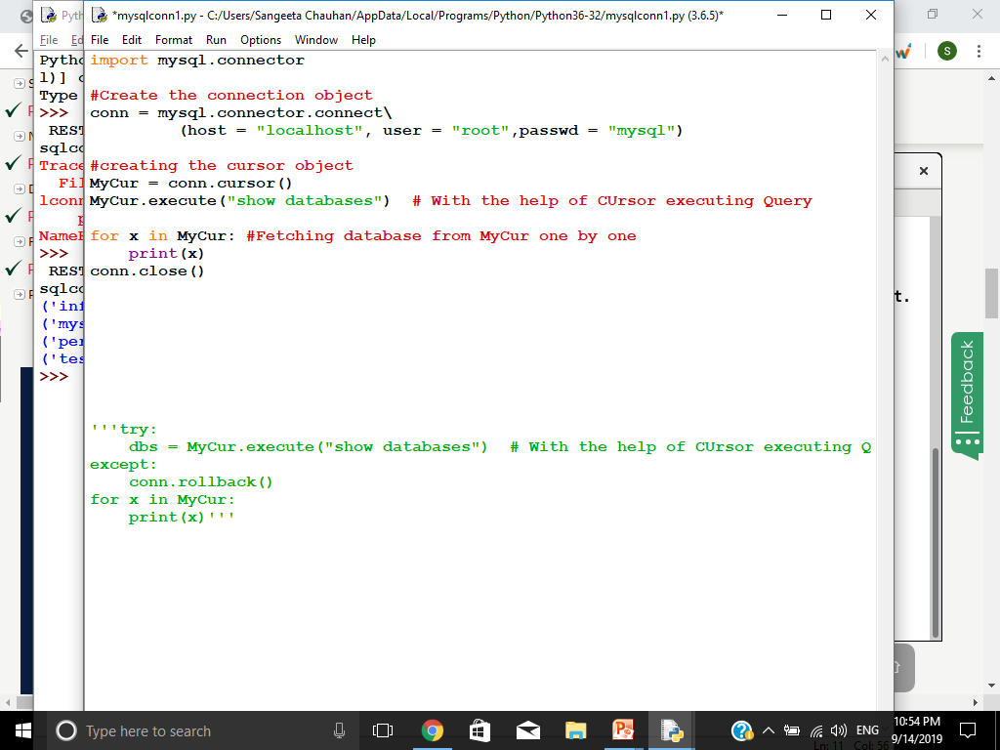 Pyth
*mysqlconn1.py - C:/Users/Sangeeta Chauhan/AppData/Local/Programs/Python/Python36-32/mysqlconn1.py (3.6.5)*
File Ed
File Edit Format Run Options Window Help
S
Pyth
1)] c
Type
>>>
REST
sqlco
Trace
Fil
lconn
p
NameE
>>>
REST
sqlco
('inf
('mys
('per
('tes
>>>
import mysql.connector
#Create the connection object
conn = mysql.connector.connect\
(host = "localhost", user = "root",passwd = "mysql")
#creating the cursor object
MyCur = conn.cursor()
MyCur.execute("show databases") # With the help of CUrsor executing Query
for x in MyCur: #Fetching database from MyCur one by one
print(x)
conn.close()
'''try:
dbs = MyCur.execute("show databases") # With the help of CUrsor executing Q
except:
conn.rollback()
for x in MyCur:
print(x)'''
t.
Feedback
Ln: 11 Col: 56
Type here to search
ENG
10:54 PM
9/14/2019